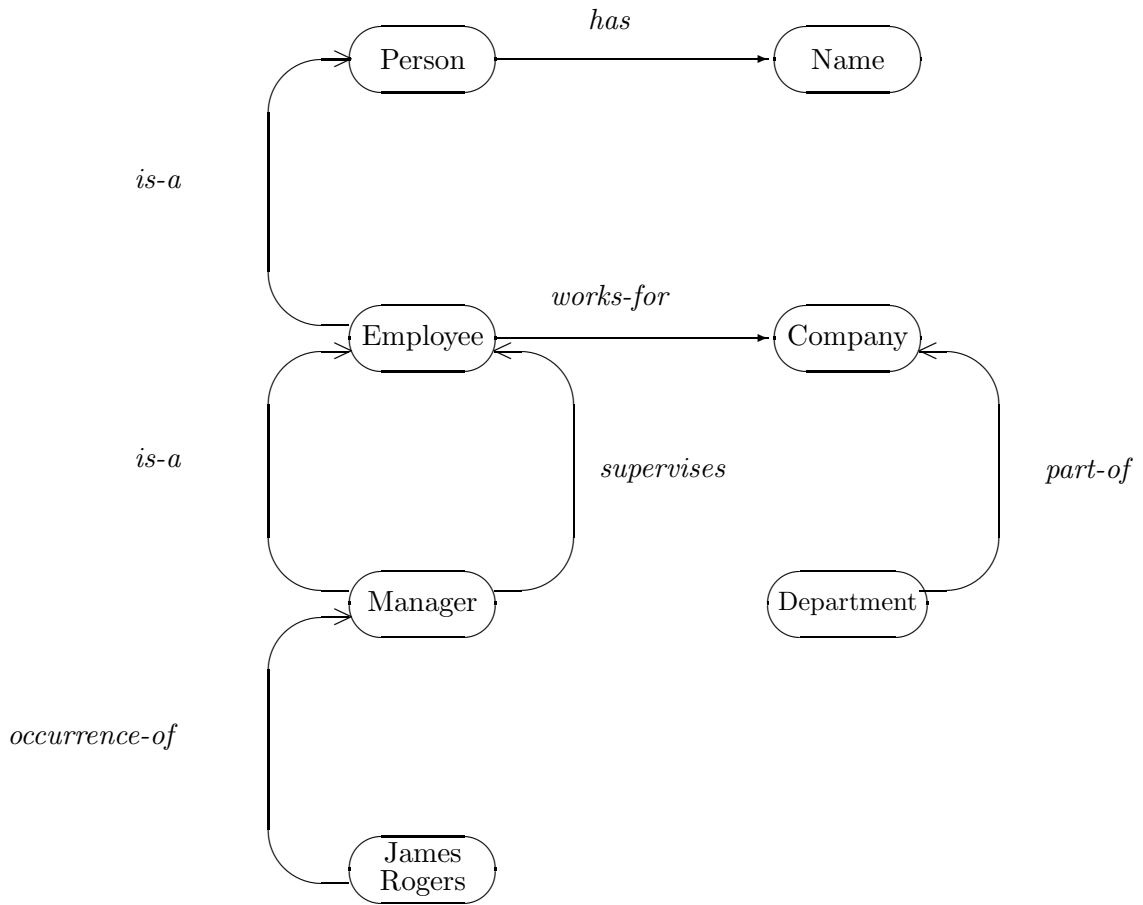 has
Person
Name
is-a
works-for
Employee
Company
is-a
supervises
part-of
Manager
Department
occurrence-of
James
Rogers